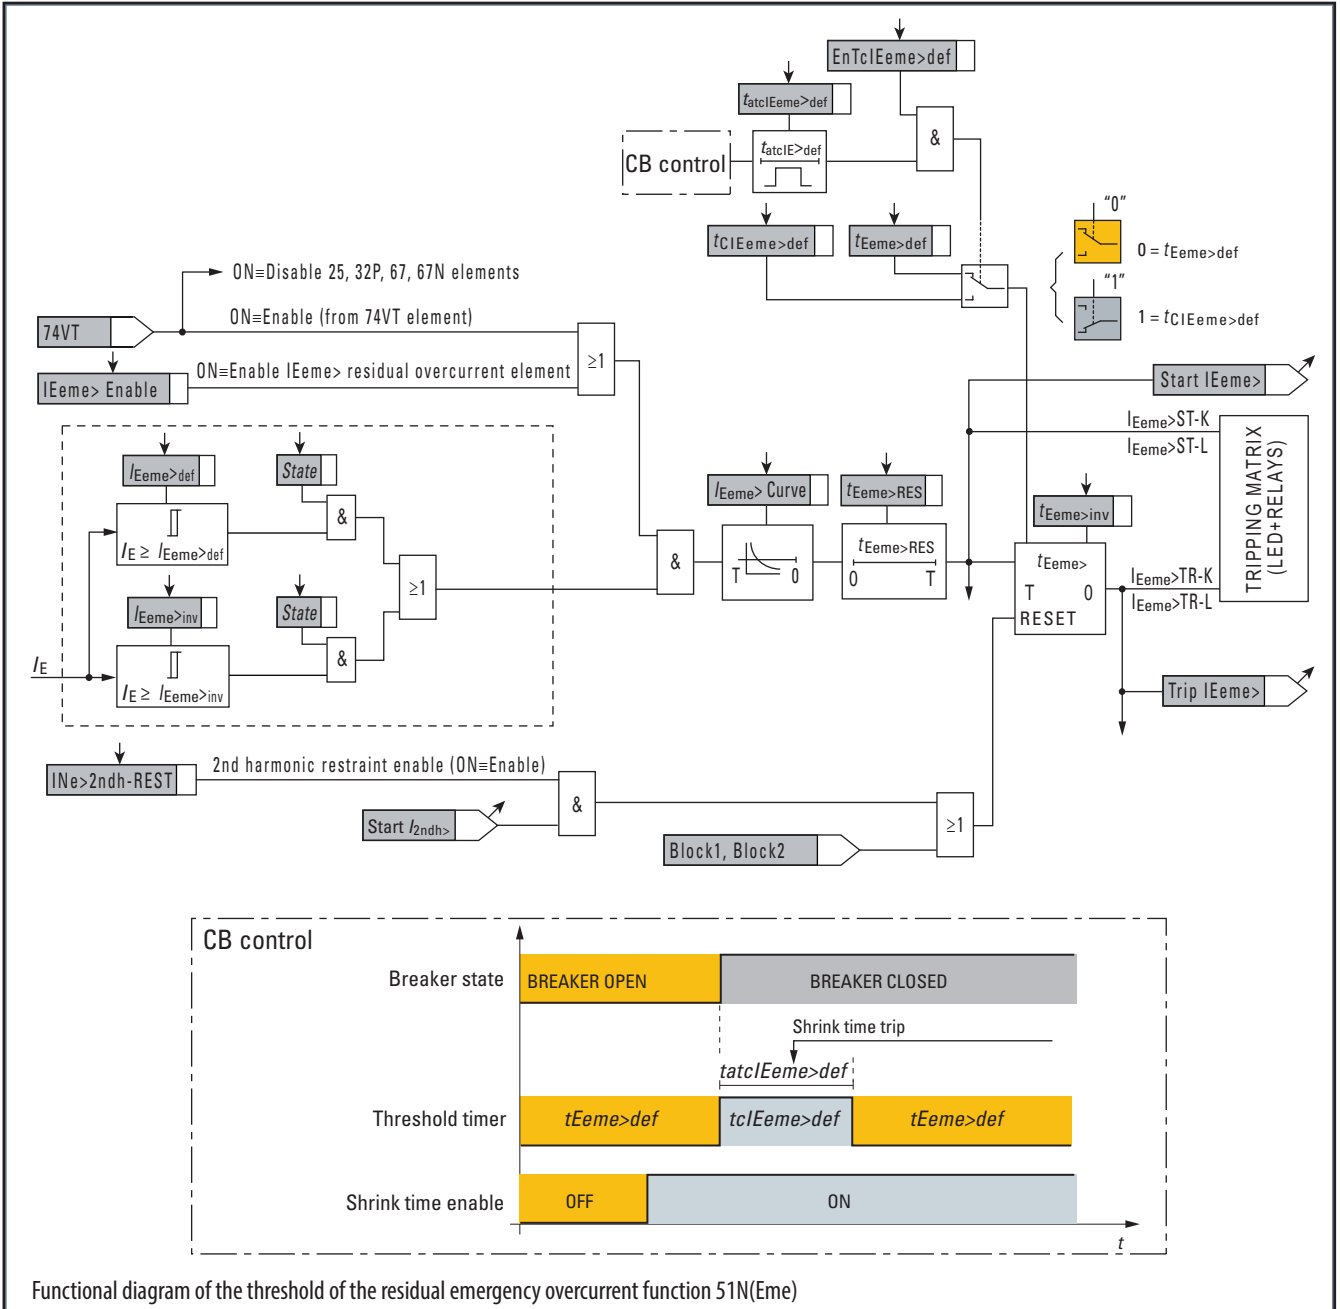 EnTcIEeme>def
tatcIEeme>def
&
CB control
tatcIE>def
tCIEeme>def
tEeme>def
"0"
0 = tEeme>def
"1"
1 = tCIEeme>def
ON≡Disable 25, 32P, 67, 67N elements
74VT
ON≡Enable (from 74VT element)
≥1
IEeme> Enable
ON≡Enable IEeme> residual overcurrent element
Start IEeme>
IEeme>ST-K
IEeme>ST-L
TRIPPING MATRIX
(LED+RELAYS)
IEeme>def
State
&
IE ≥ IEeme>def
IEeme> Curve
tEeme>RES
tEeme>inv
≥1
&
T 0
tEeme>RES
0 T
tEeme>
T 0
RESET
IEeme>TR-K
IEeme>TR-L
IEeme>inv
State
&
IE
IE ≥ IEeme>inv
Trip IEeme>
INe>2ndh-REST
2nd harmonic restraint enable (ON≡Enable)
&
Start I2ndh>
≥1
Block1, Block2
CB control
Breaker state
BREAKER OPEN
BREAKER CLOSED
Shrink time trip
tatcIEeme>def
Threshold timer
tEeme>def
tcIEeme>def
tEeme>def
Shrink time enable
OFF
ON
t
Functional diagram of the threshold of the residual emergency overcurrent function 51N(Eme)